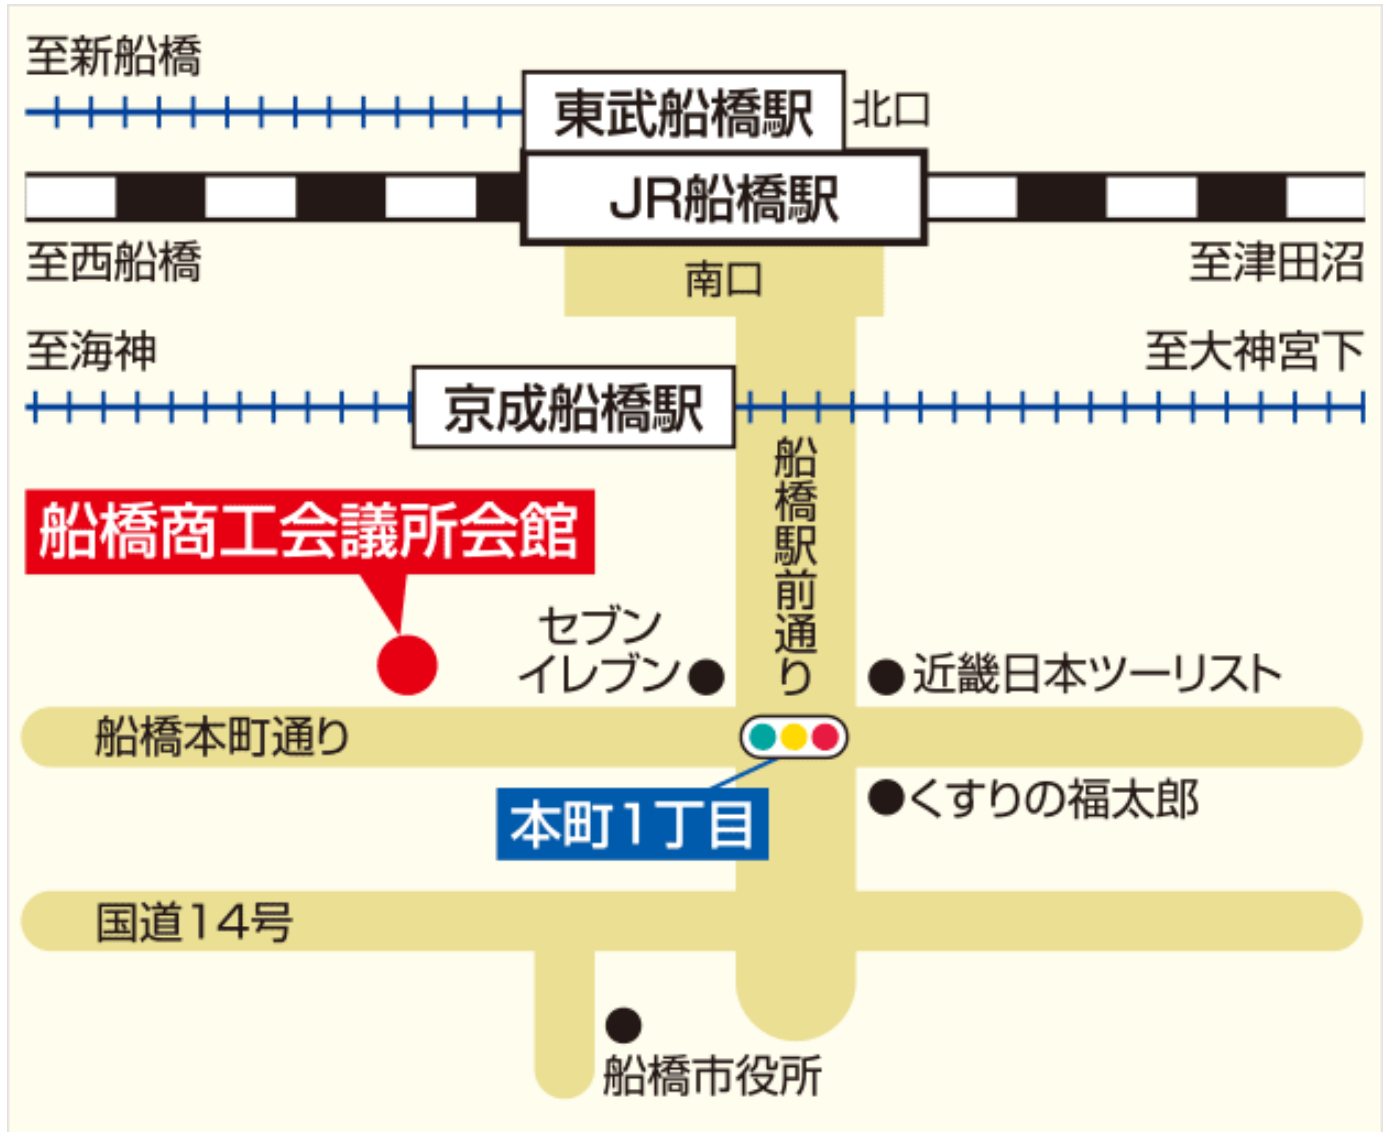 至新船橋
東武船橋駅
北口
JR船橋駅
至西船橋
南口
至津田沼
至海神
至大神宮下
京成船橋駅
船橋駅前通り
船橋商工会議所会館
セブン
イレブン
近畿日本ツーリスト
船橋本町通り
本町1丁目
くすりの福太郎
国道14号
船橋市役所